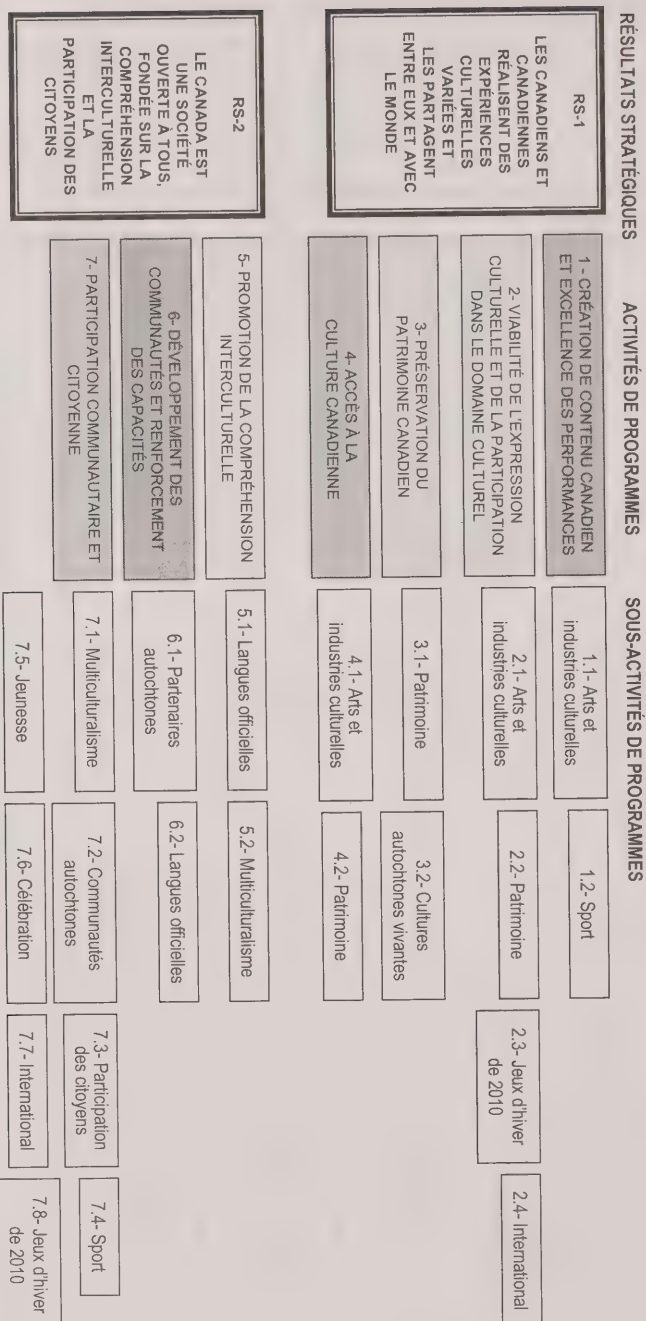 RÉSULTATS STRATÉGIQUES
ACTIVITÉS DE PROGRAMMES
SOUS-ACTIVITÉS DE PROGRAMMES
RS-1
LES CANADIENS ET
CANADIENNES
RÉALISENT DES
EXPÉRIENCES
CULTURELLES
VARIÉES ET
LES PARTAGENT
ENTRE EUX ET AVEC
LE MONDE
1 - CRÉATION DE CONTENU CANADIEN
ET EXCELLENCE DES PERFORMANCES
1.1- Arts et
industries culturelles
1.2- Sport
2- VIABILITÉ DE L'EXPRESSION
CULTURELLE ET DE LA PARTICIPATION
DANS LE DOMAINE CULTUREL
2.1- Arts et
industries culturelles
2.2- Patrimoine
2.3- Jeux d'hiver
de 2010
2.4- International
3- PRÉSERVATION DU
PATRIMOINE CANADIEN
3.1- Patrimoine
3.2- Cultures
autochtones vivantes
4- ACCÈS À LA
CULTURE CANADIENNE
4.1- Arts et
industries culturelles
4.2- Patrimoine
RS-2
LE CANADA EST
UNE SOCIÉTÉ
OUVERTE À TOUS,
FONDÉE SUR LA
COMPRÉHENSION
INTERCULTURELLE
ET LA
PARTICIPATION DES
CITOYENS
5- PROMOTION DE LA COMPRÉHENSION
INTERCULTURELLE
5.1- Langues officielles
5.2- Multiculturalisme
6- DÉVELOPPEMENT DES
COMMUNAUTÉS ET RENFORCEMENT
DES CAPACITÉS
6.1- Partenaires
autochtones
6.2- Langues officielles
7- PARTICIPATION COMMUNAUTAIRE ET
CITOYENNE
7.1- Multiculturalisme
7.2- Communautés
autochtones
7.3- Participation
des citoyens
7.4- Sport
7.5- Jeunesse
7.6- Célébration
7.7- International
7.8- Jeux d'hiver
de 2010